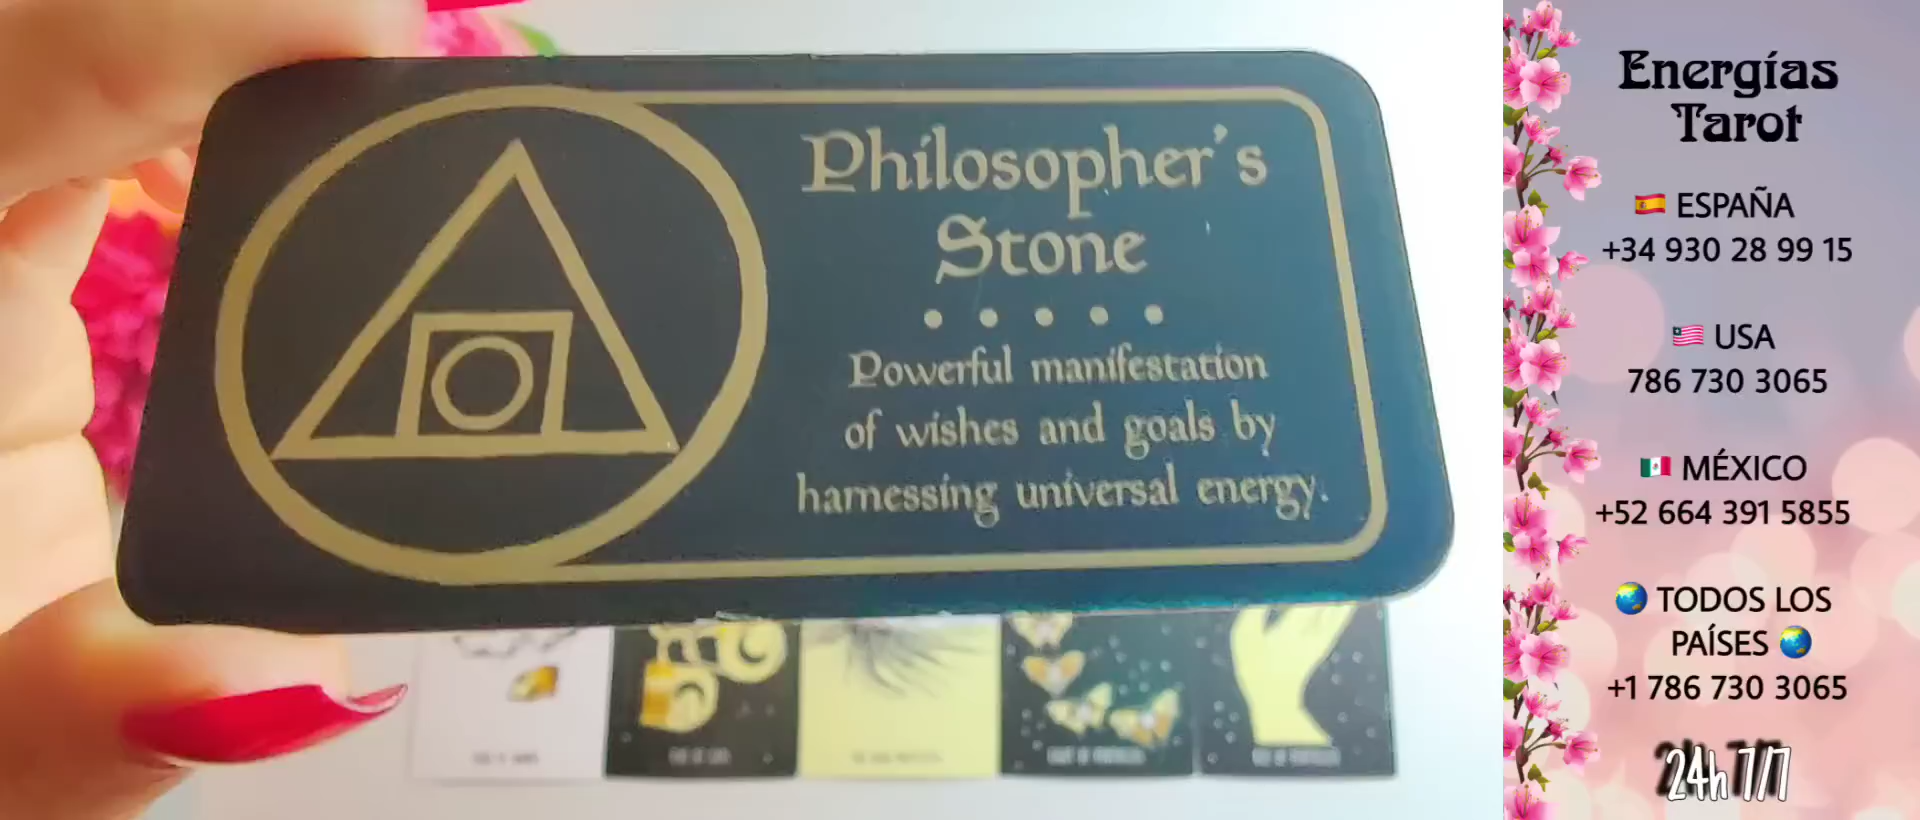 Philosopher's
Stone
Powerful manifestation
of wishes and goals by
harnessing universal energy.
Energías
Tarot
🇪🇸 ESPAÑA
+34 930 28 99 15
🇺🇸 USA
786 730 3065
🇲🇽 MÉXICO
+52 664 391 5855
🌏 TODOS LOS
PAÍSES 🌏
+1 786 730 3065
24h 7/7